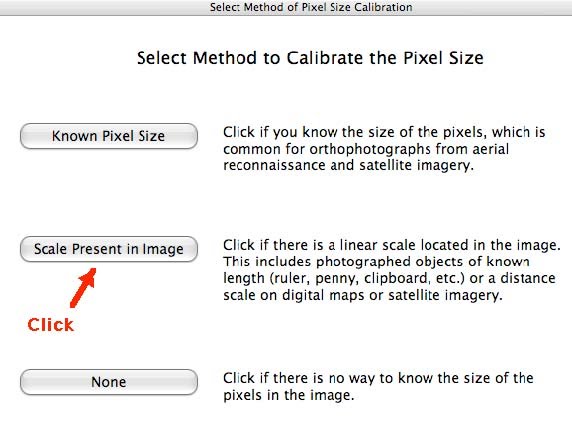 Select Method of Pixel Size Calibration
Select Method to Calibrate the Pixel Size
Known Pixel Size
Click if you know the size of the pixels, which is
common for orthophotographs from aerial
reconnaissance and satellite imagery.
Scale Present in Image
Click if there is a linear scale located in the image.
This includes photographed objects of known
length (ruler, penny, clipboard, etc.) or a distance
scale on digital maps or satellite imagery.
Click
None
Click if there is no way to know the size of the
pixels in the image.